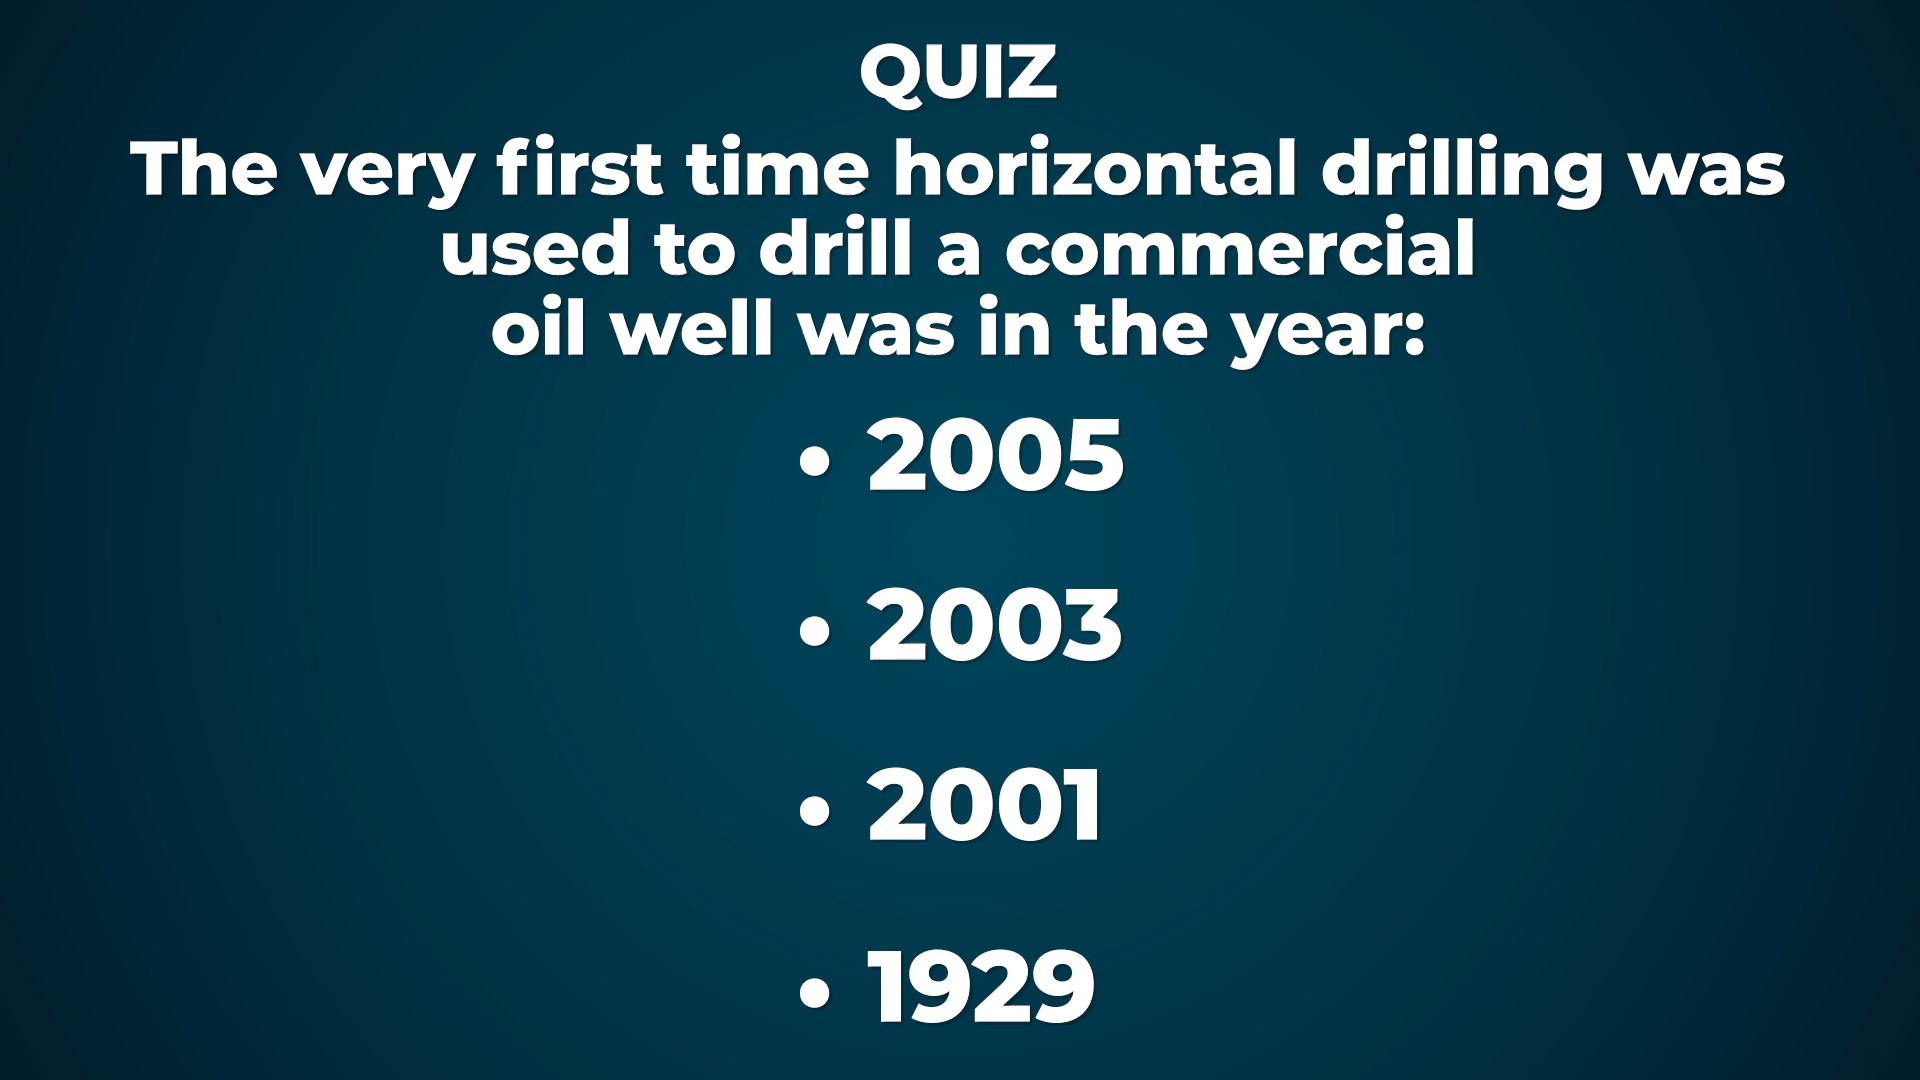 QUIZ
The very first time horizontal drilling was
used to drill a commercial
oil well was in the year:
• 2005
• 2003
• 2001
• 1929